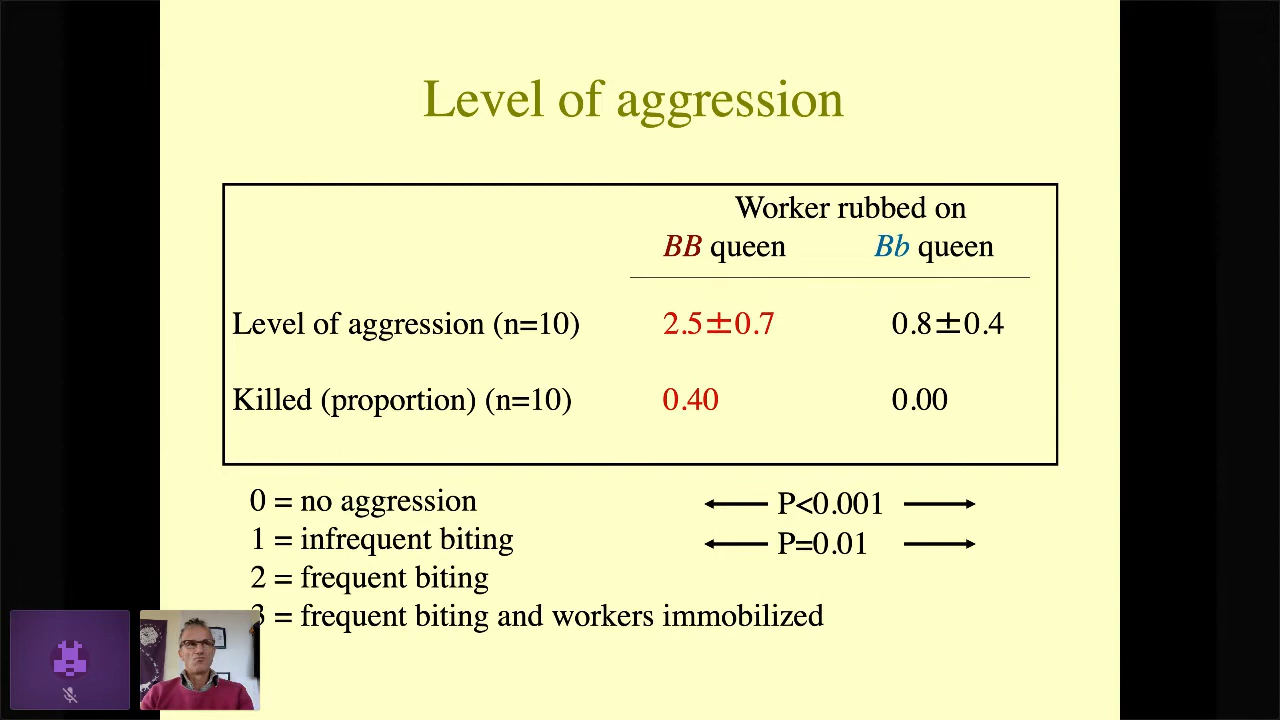 Level of aggression
Worker rubbed on
BB queen Bb queen
Level of aggression (n=10) 2.5±0.7 0.8±0.4
Killed (proportion) (n=10) 0.40 0.00
0 = no aggression
P<0.001
1 = infrequent biting
P=0.01
2 = frequent biting
3 = frequent biting and workers immobilized